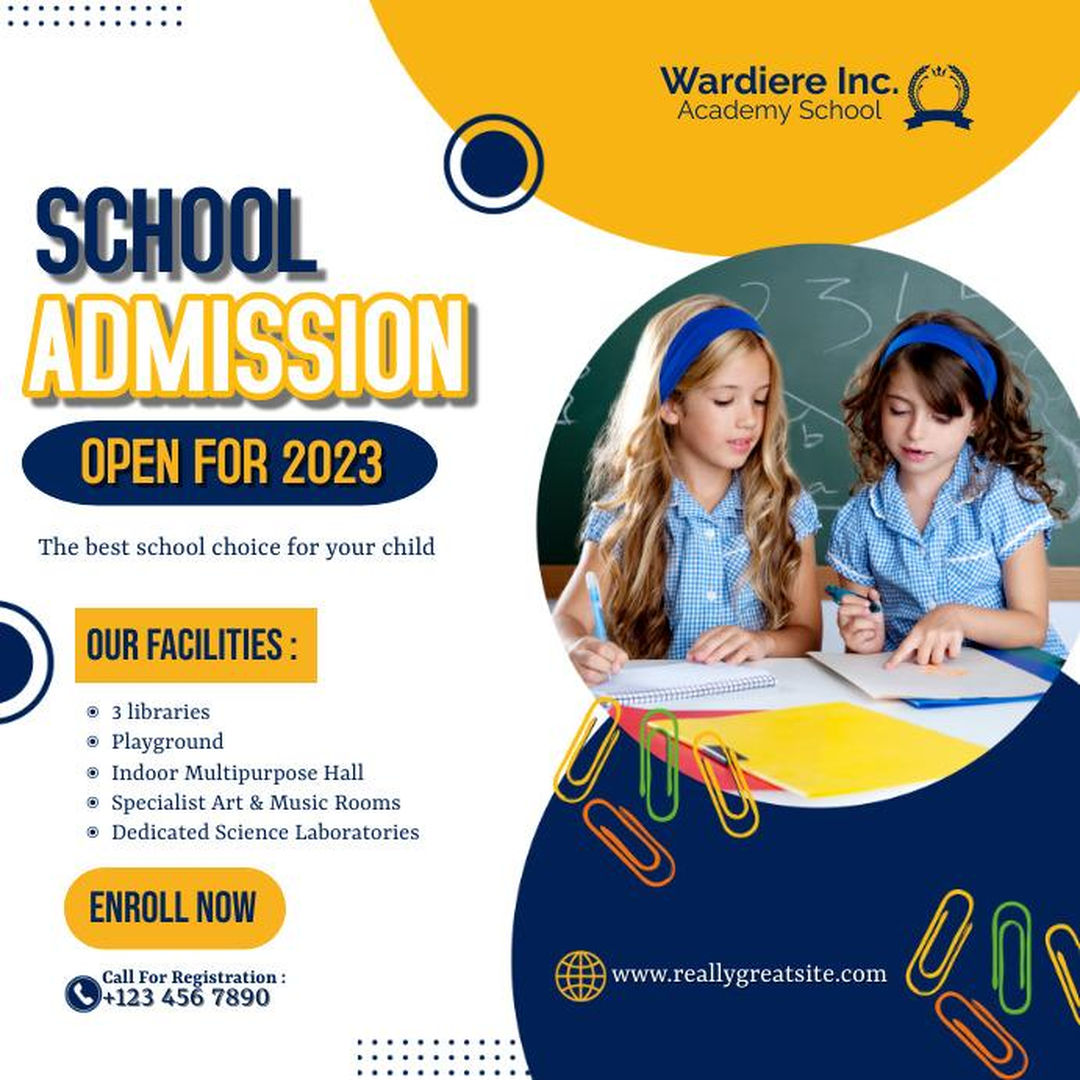 Wardiere Inc.
Academy School
SCHOOL
ADMISSION
OPEN FOR 2023
The best school choice for your child
OUR FACILITIES :
3 libraries
Playground
Indoor Multipurpose Hall
Specialist Art & Music Rooms
Dedicated Science Laboratories
ENROLL NOW
Call For Registration :
+123 456 7890
www.reallygreatsite.com